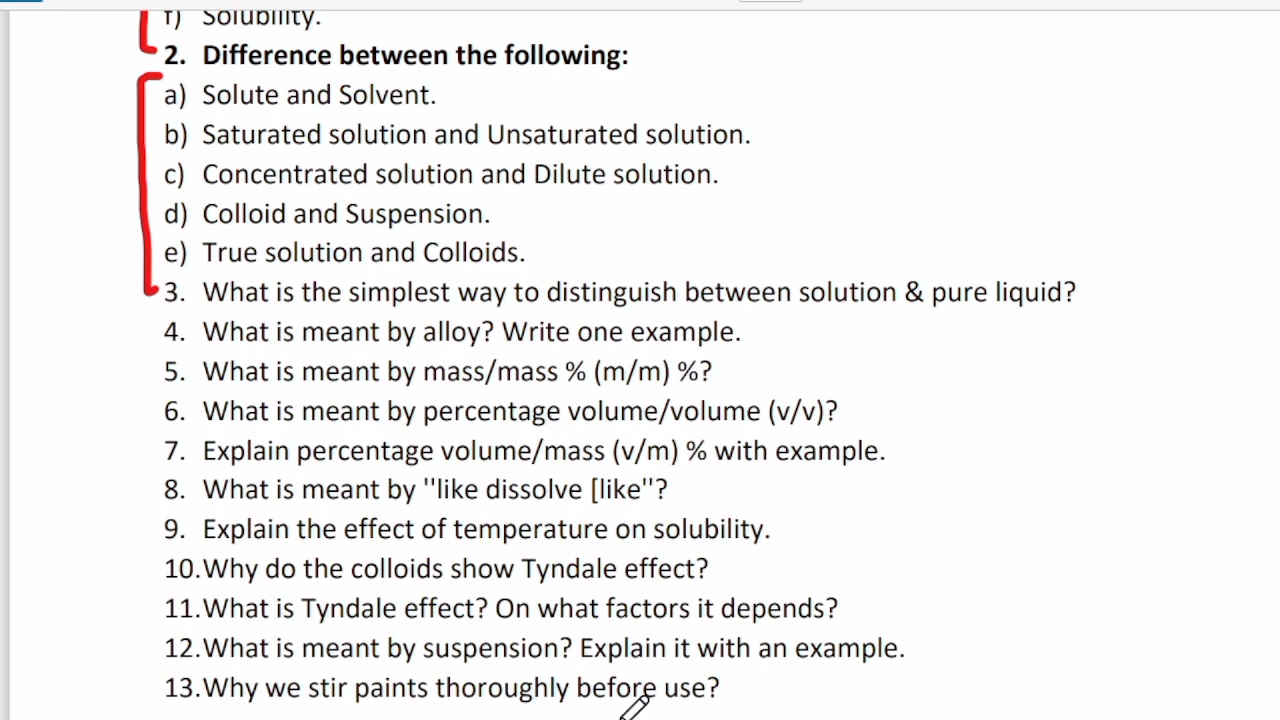 f) Solubility.
2. Difference between the following:
a) Solute and Solvent.
b) Saturated solution and Unsaturated solution.
c) Concentrated solution and Dilute solution.
d) Colloid and Suspension.
e) True solution and Colloids.
3. What is the simplest way to distinguish between solution & pure liquid?
4. What is meant by alloy? Write one example.
5. What is meant by mass/mass % (m/m) %?
6. What is meant by percentage volume/volume (v/v)?
7. Explain percentage volume/mass (v/m) % with example.
8. What is meant by ''like dissolve [like''?
9. Explain the effect of temperature on solubility.
10.Why do the colloids show Tyndale effect?
11.What is Tyndale effect? On what factors it depends?
12.What is meant by suspension? Explain it with an example.
13.Why we stir paints thoroughly before use?